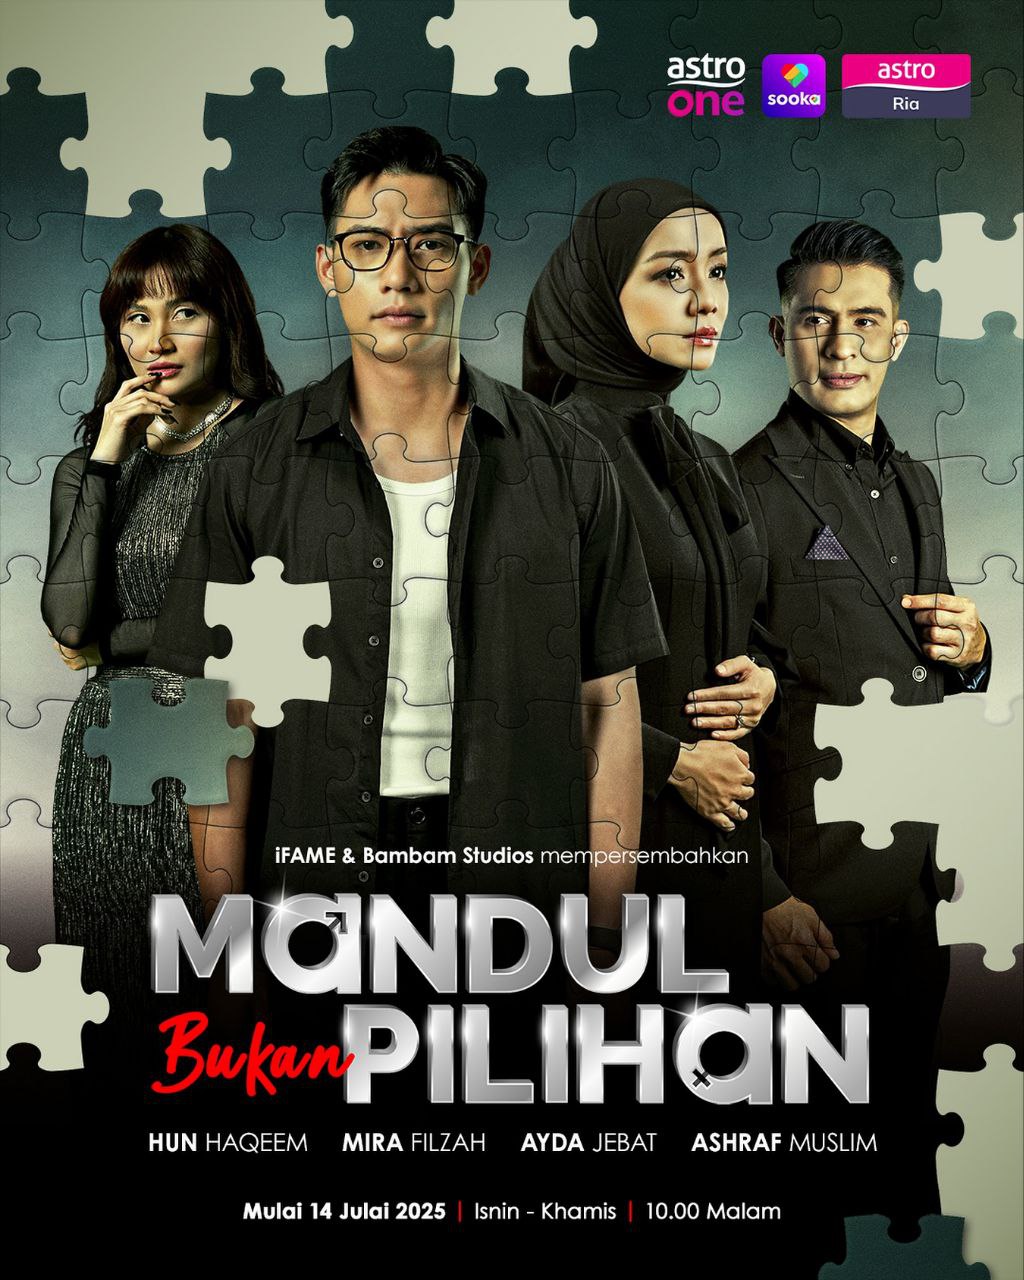 astro
one
sooka
astro
Ria
iFAME & Bambam Studios mempersembahkan
MANDUL
Bukan PILIHAN
HUN HAQEEM MIRA FILZAH AYDA JEBAT ASHRAF MUSLIM
Mulai 14 Julai 2025 | Isnin - Khamis | 10.00 Malam